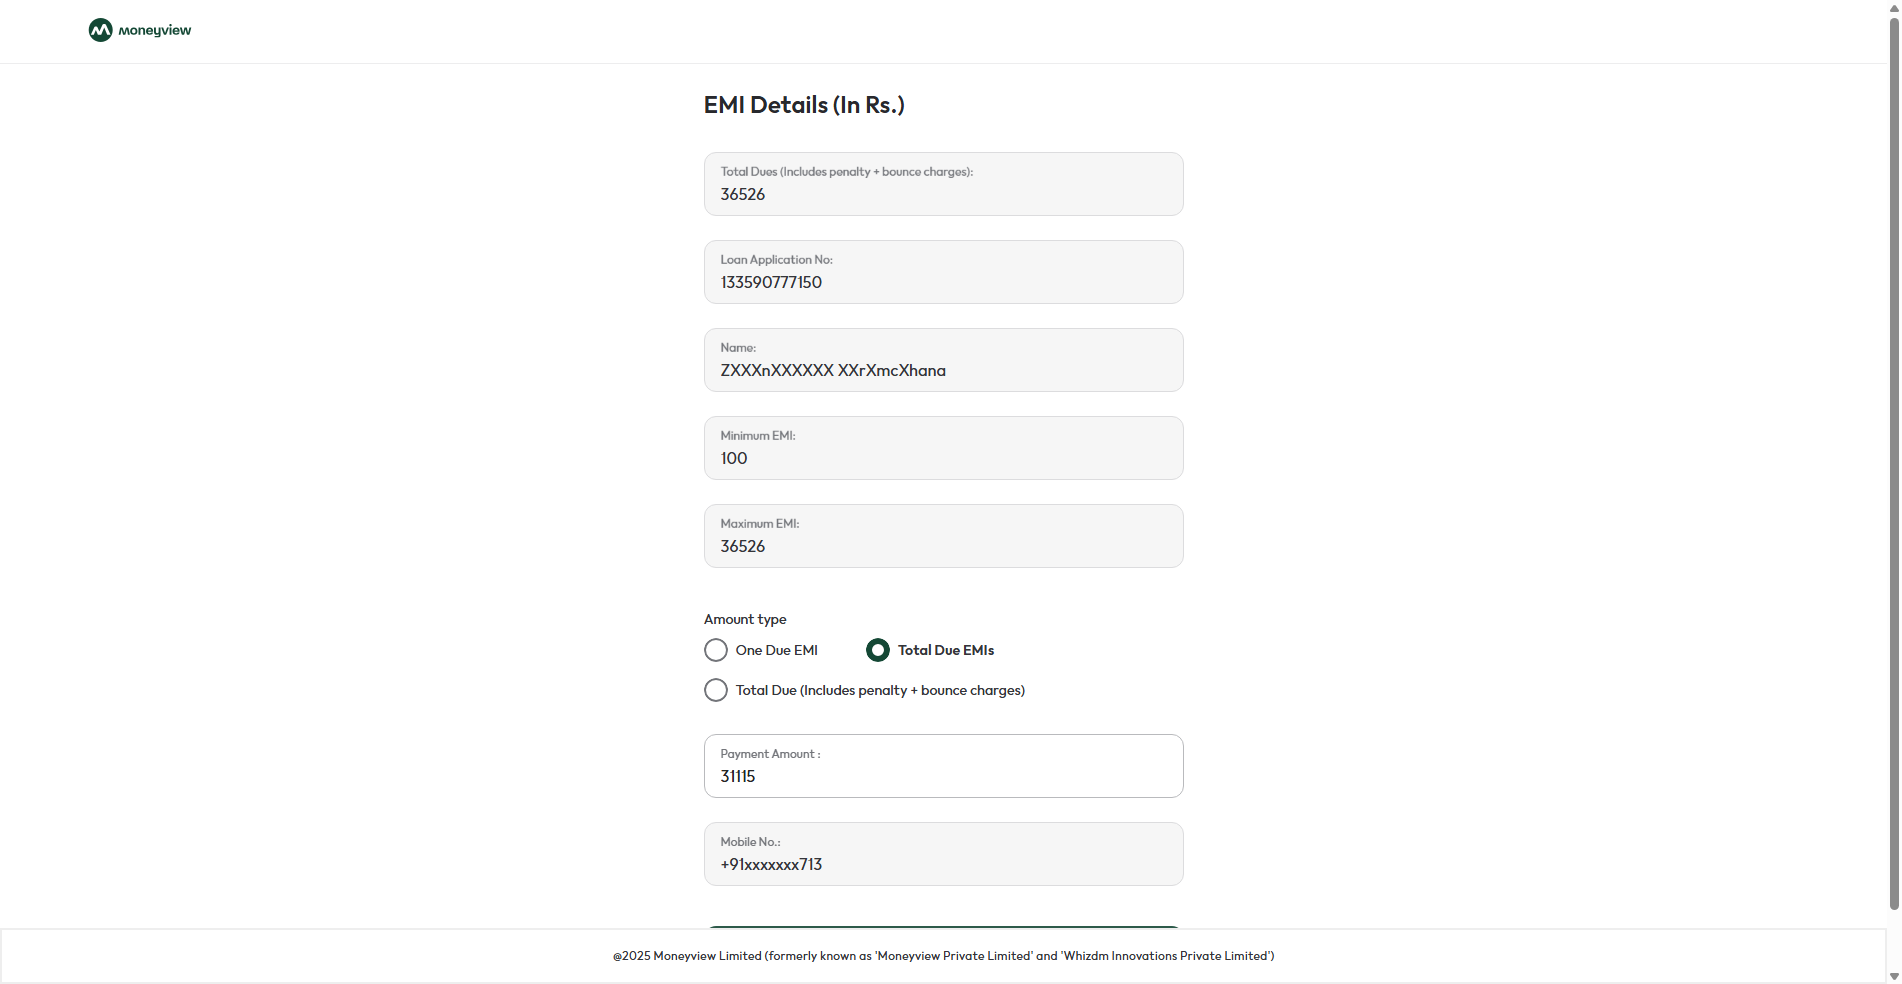 moneyview
EMI Details (In Rs.)
Total Dues (Includes penalty + bounce charges):
36526
Loan Application No:
133590777150
Name:
ZXXXnXXXXXX XXrXmcXhana
Minimum EMI:
100
Maximum EMI:
36526
Amount type
One Due EMI
Total Due EMIs
Total Due (Includes penalty + bounce charges)
Payment Amount :
31115
Mobile No.:
+91xxxxxxx713
@2025 Moneyview Limited (formerly known as 'Moneyview Private Limited' and 'Whizdm Innovations Private Limited')